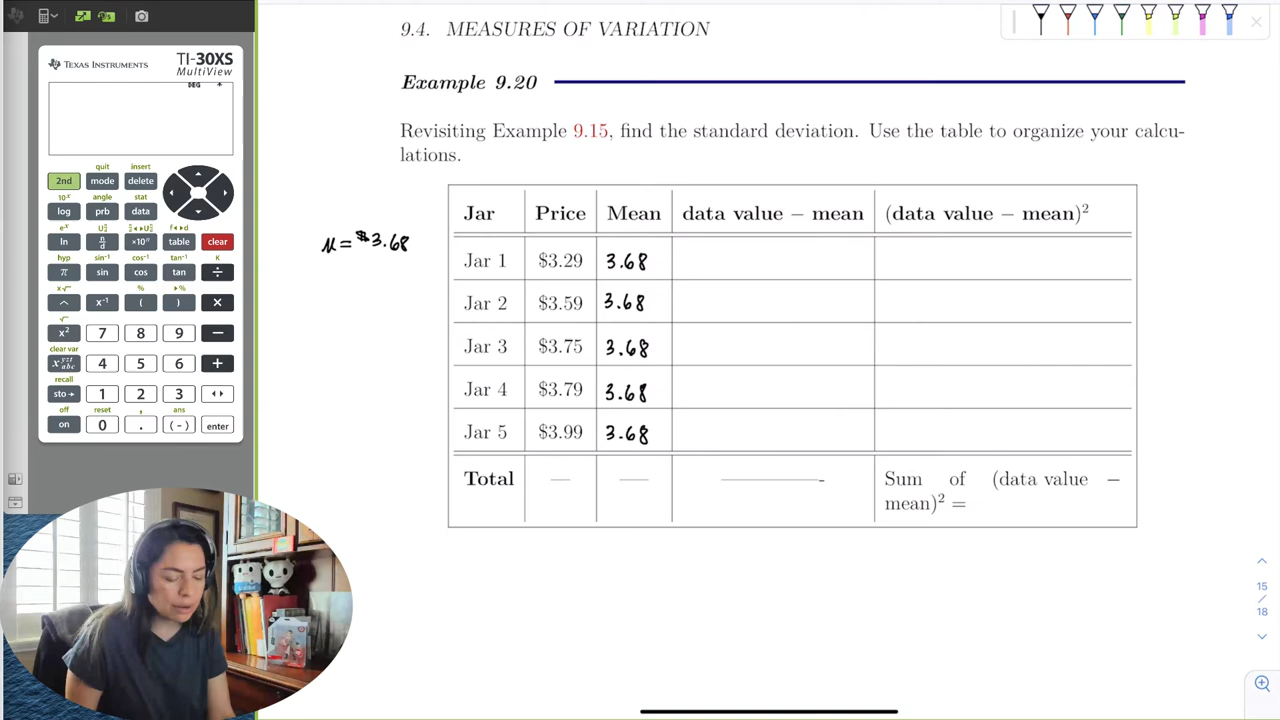 9.4. MEASURES OF VARIATION
Example 9.20
Revisiting Example 9.15, find the standard deviation. Use the table to organize your calcu-
lations.
μ = $3.68
Jar Price Mean data value − mean (data value − mean)²
Jar 1 $3.29 3.68
Jar 2 $3.59 3.68
Jar 3 $3.75 3.68
Jar 4 $3.79 3.68
Jar 5 $3.99 3.68
Total — — ———- Sum of (data value −
mean)² =
15
/
18
TEXAS INSTRUMENTS TI-30XS
MultiView
DEG
quit insert
2nd mode delete
10ˣ angle stat
log prb data
eˣ f◄►d
ln n/d ×10ⁿ table clear
hyp sin⁻¹ cos⁻¹ tan⁻¹ K
π sin cos tan ÷
% ►%
^ x⁻¹ ( ) ×
√
x² 7 8 9 −
clear var
x yzt abc 4 5 6 +
recall
sto→ 1 2 3 ◄►
off reset , ans
on 0 . (−) enter